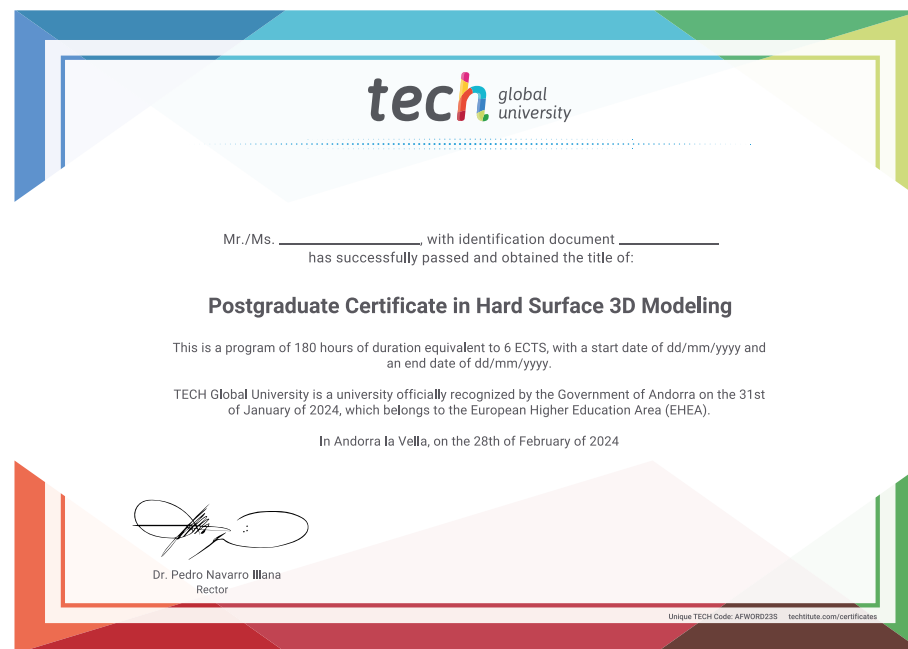 tech global university
Mr./Ms. ____________, with identification document ____________
has successfully passed and obtained the title of:
Postgraduate Certificate in Hard Surface 3D Modeling
This is a program of 180 hours of duration equivalent to 6 ECTS, with a start date of dd/mm/yyyy and
an end date of dd/mm/yyyy.
TECH Global University is a university officially recognized by the Government of Andorra on the 31st
of January of 2024, which belongs to the European Higher Education Area (EHEA).
In Andorra la Vella, on the 28th of February of 2024
Dr. Pedro Navarro Illana
Rector
Unique TECH Code: AFWORD23S techtitute.com/certificates